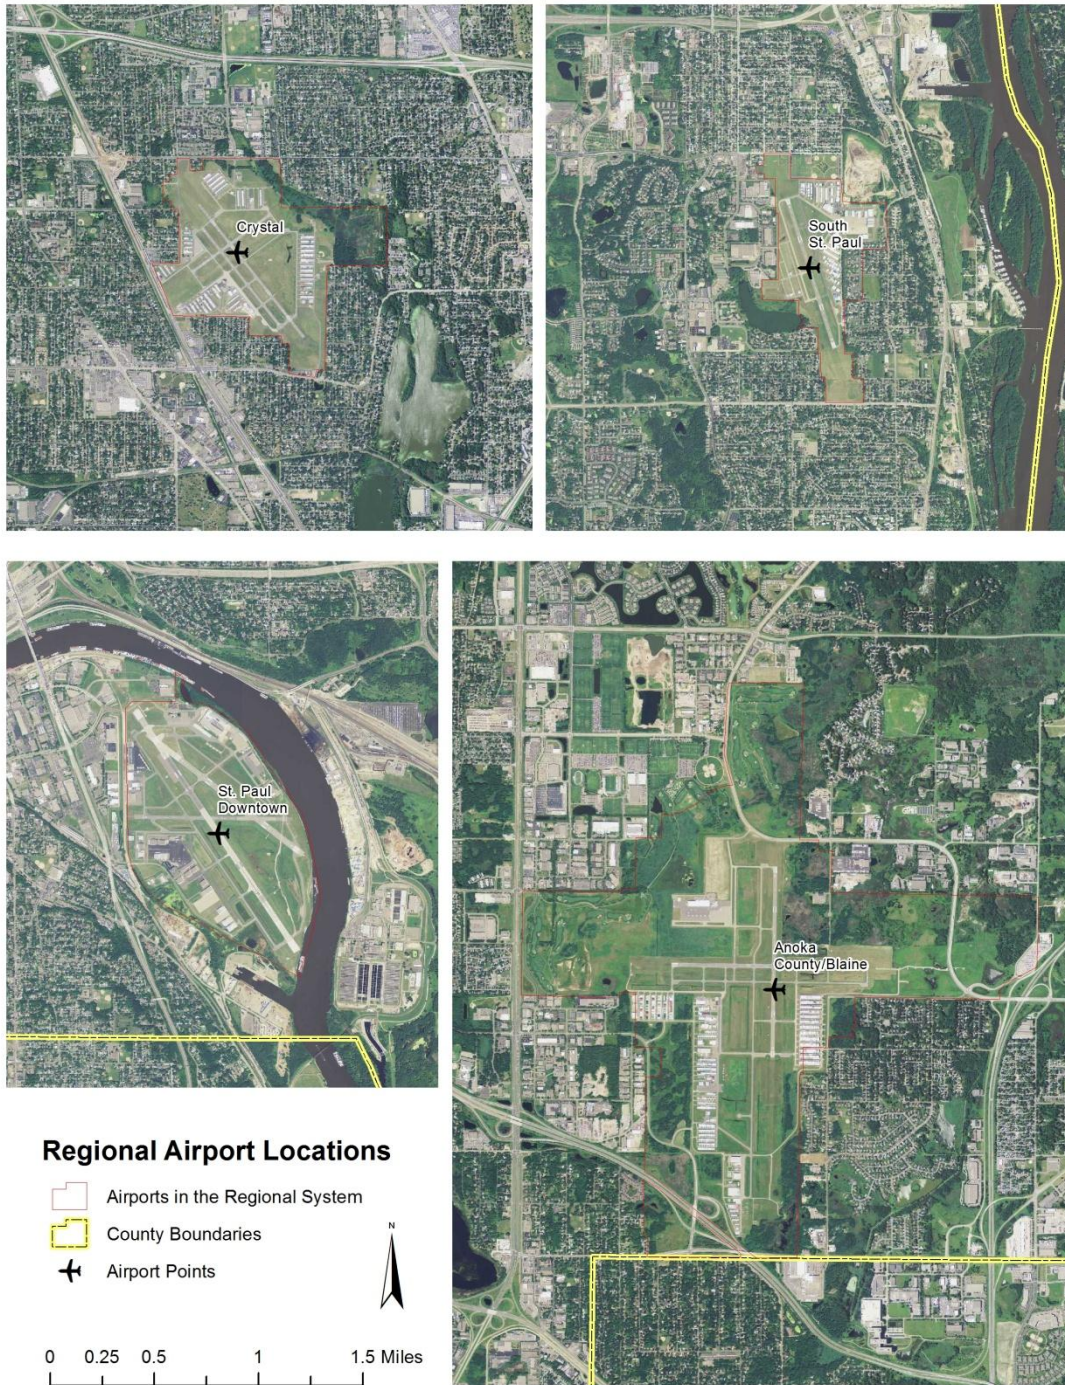 Crystal
South
St. Paul
St. Paul
Downtown
Anoka
County/Blaine
Regional Airport Locations
Airports in the Regional System
County Boundaries
Airport Points
N
0 0.25 0.5 1 1.5 Miles